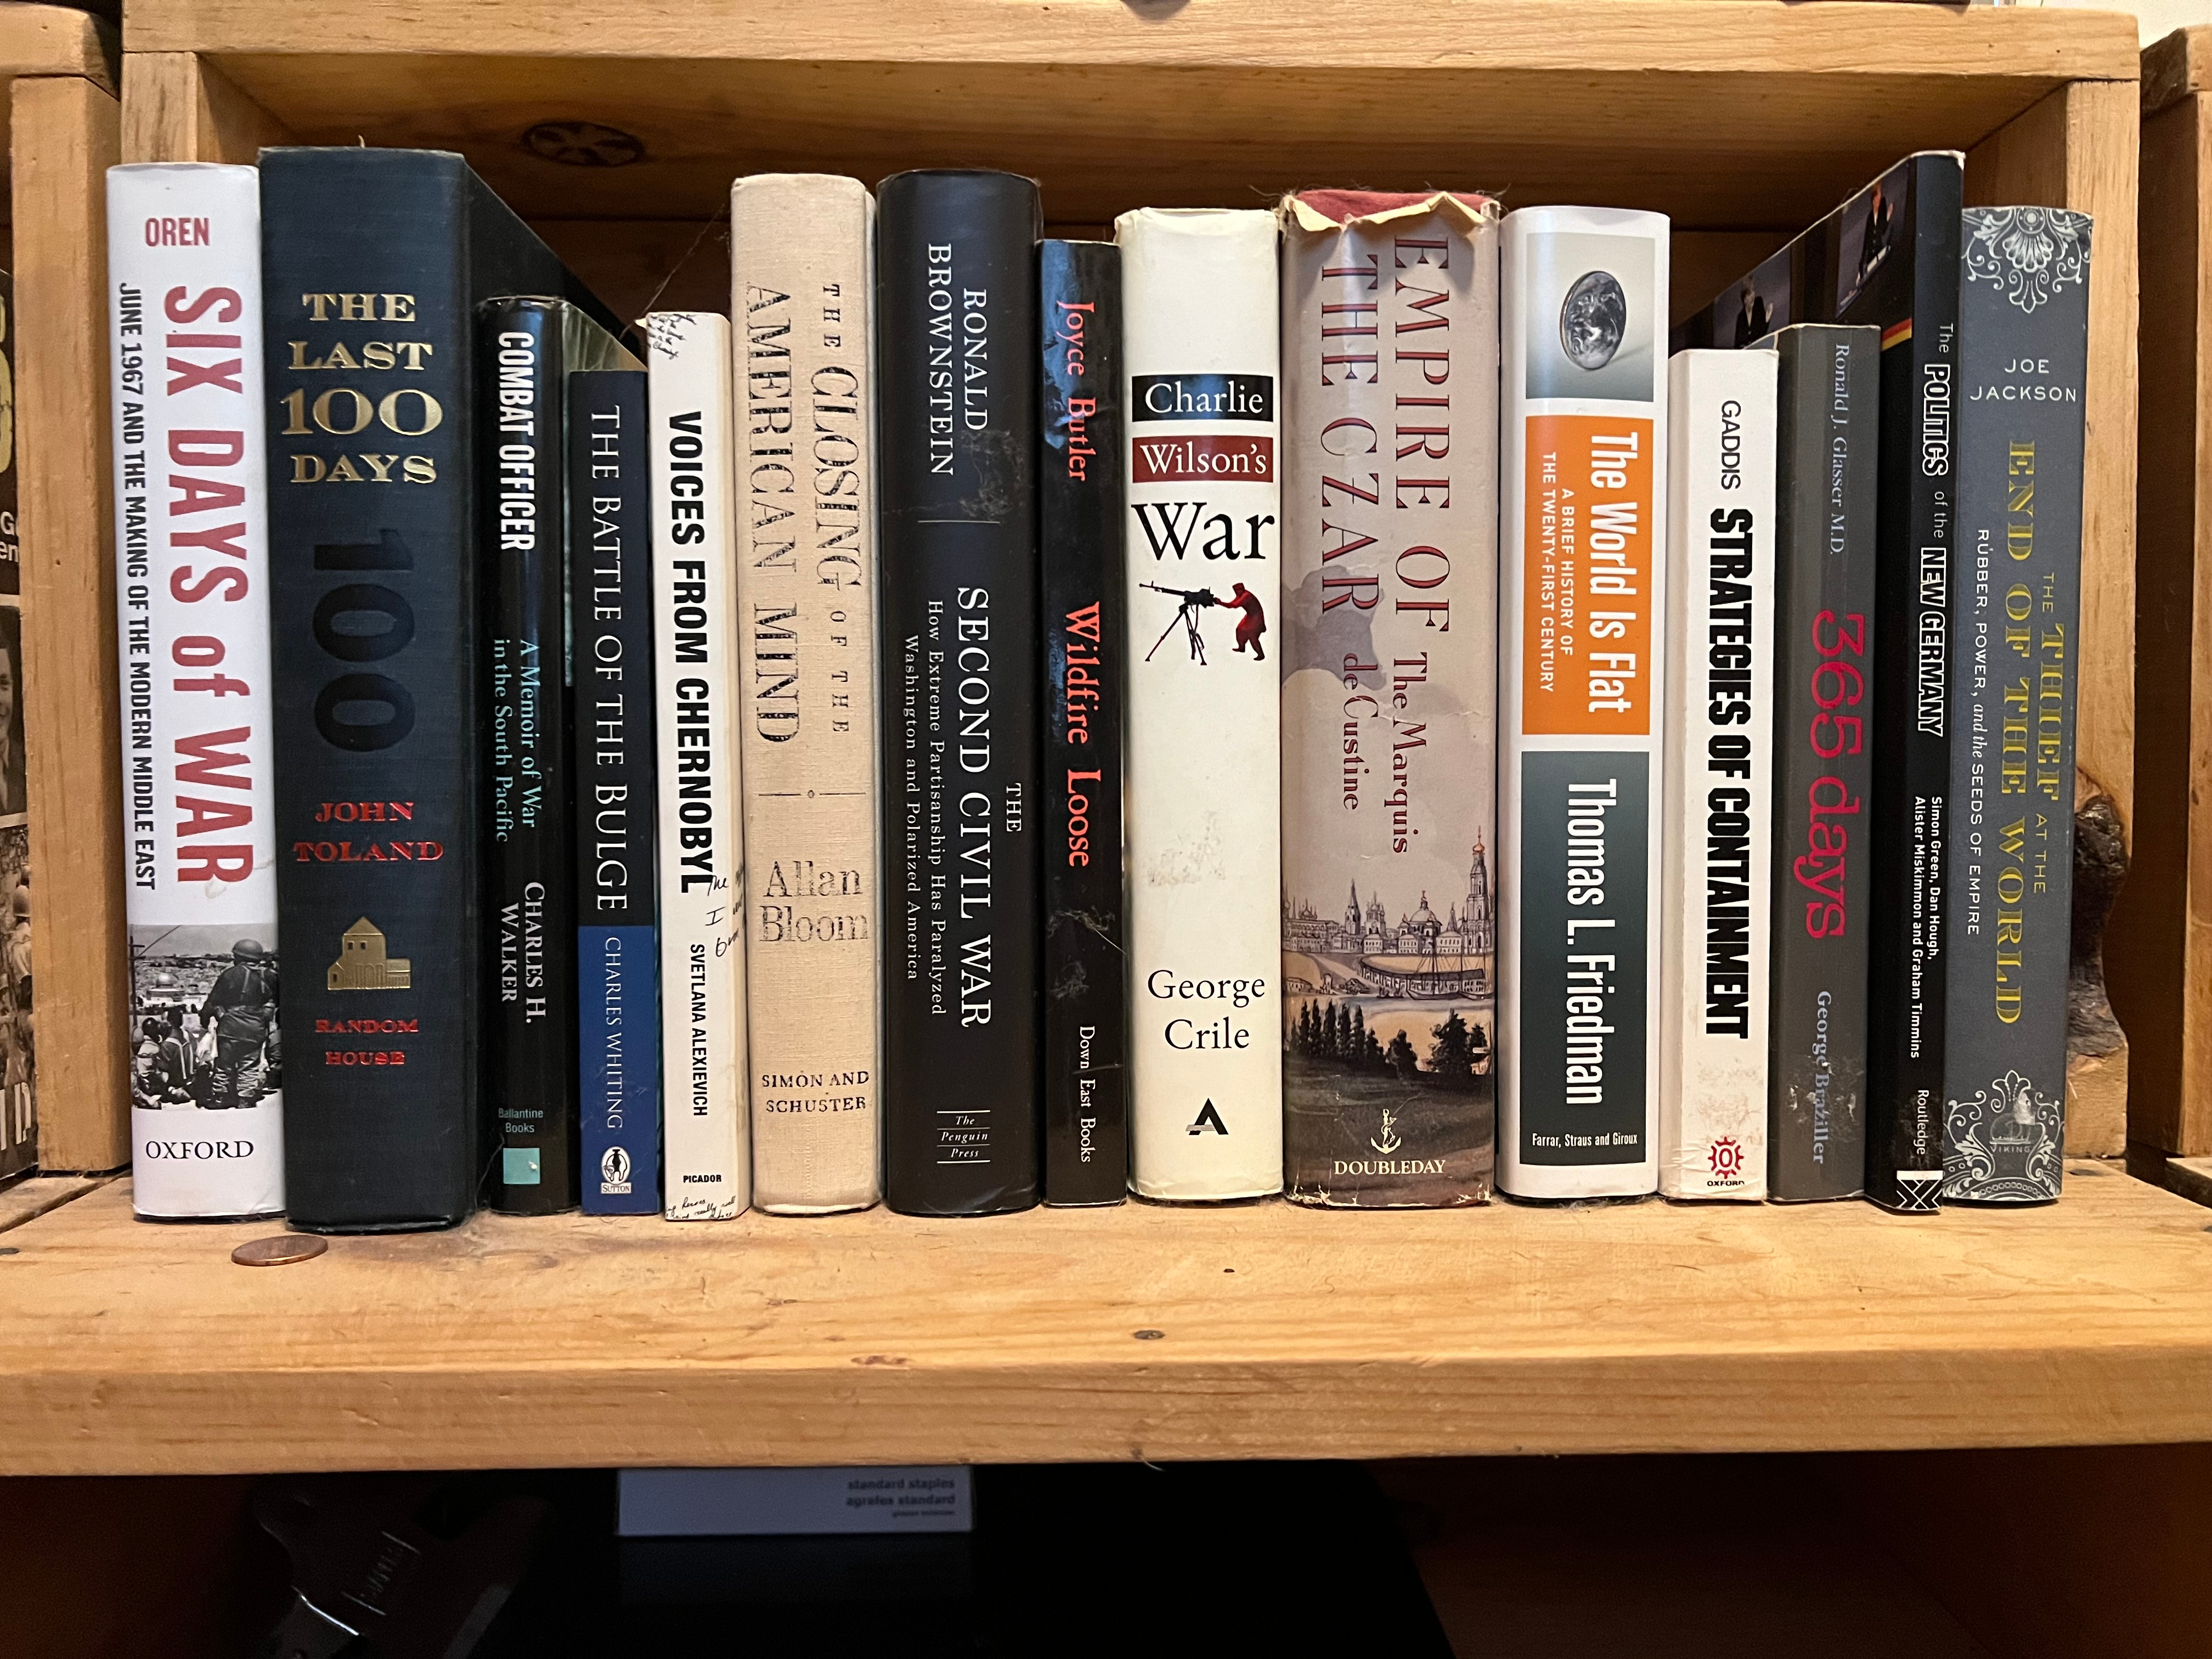 OREN
SIX DAYS of WAR
JUNE 1967 AND THE MAKING OF THE MODERN MIDDLE EAST
OXFORD
THE
LAST
100
DAYS
100
JOHN
TOLAND
RANDOM
HOUSE
COMBAT OFFICER
A Memoir of War
in the South Pacific
CHARLES H.
WALKER
Ballantine
Books
THE BATTLE OF THE BULGE
CHARLES WHITING
SUTTON
VOICES FROM CHERNOBYL
The
I
SVETLANA ALEXIEVICH
PICADOR
THE CLOSING OF THE
AMERICAN MIND
Allan
Bloom
SIMON AND
SCHUSTER
RONALD
BROWNSTEIN
THE
SECOND CIVIL WAR
How Extreme Partisanship Has Paralyzed
Washington and Polarized America
The
Penguin
Press
Joyce Butler
Wildfire Loose
Down East Books
Charlie
Wilson's
War
George
Crile
EMPIRE OF
THE CZAR
The Marquis
de Custine
DOUBLEDAY
The World Is Flat
A BRIEF HISTORY OF
THE TWENTY-FIRST CENTURY
Thomas L. Friedman
Farrar, Straus and Giroux
GADDIS
STRATEGIES OF CONTAINMENT
OXFORD
Ronald J. Glasser M.D.
365 days
George Braziller
The POLITICS of the NEW GERMANY
Simon Green, Dan Hough,
Alister Miskimmon and Graham Timmins
Routledge
JOE
JACKSON
THE THIEF AT THE
END OF THE WORLD
RUBBER, POWER, and the SEEDS OF EMPIRE
VIKING
standard staples
agrafes standard